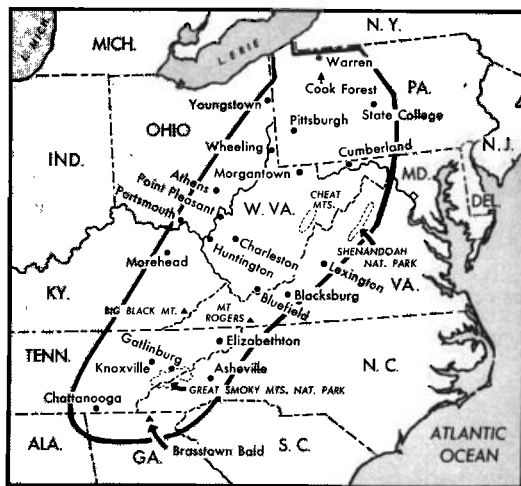 L. MICH.
MICH.
L. ERIE
N. Y.
Warren
Cook Forest
PA.
Youngstown
State College
OHIO
Pittsburgh
N. J.
IND.
Wheeling
Cumberland
Athens
Morgantown
MD.
Point Pleasant
CHEAT
MTS.
DEL.
Portsmouth
W. VA.
Charleston
Huntington
SHENANDOAH
NAT. PARK
Morehead
Lexington
VA.
KY.
Bluefield
Blacksburg
BIG BLACK MT.
MT
ROGERS
TENN.
Gatlinburg
Elizabethton
N. C.
Knoxville
Asheville
GREAT SMOKY MTS. NAT. PARK
Chattanooga
ALA.
GA.
Brasstown Bald
S. C.
ATLANTIC
OCEAN